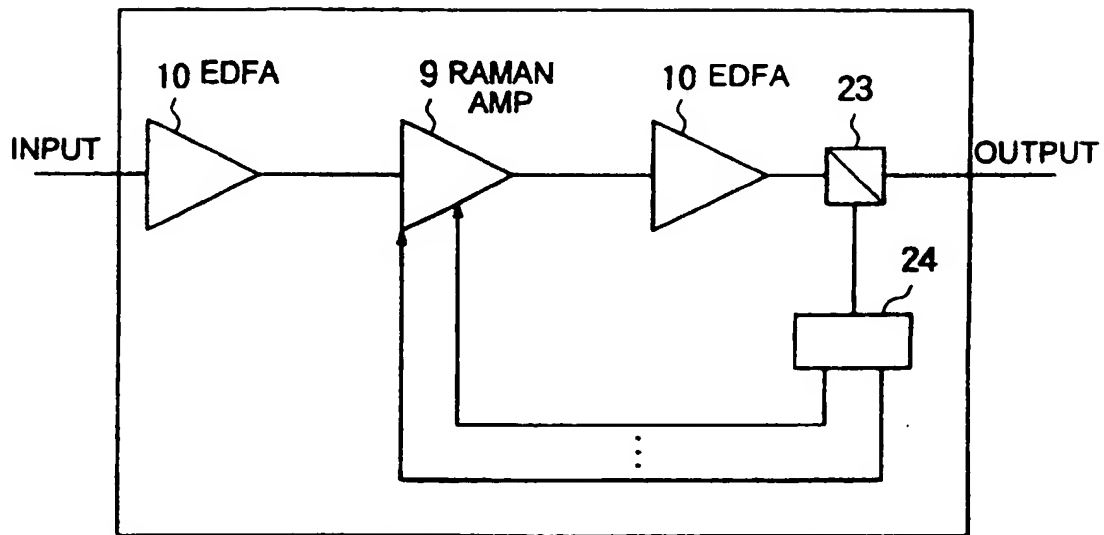 10 EDFA
9 RAMAN
AMP
10 EDFA
23
INPUT
OUTPUT
24